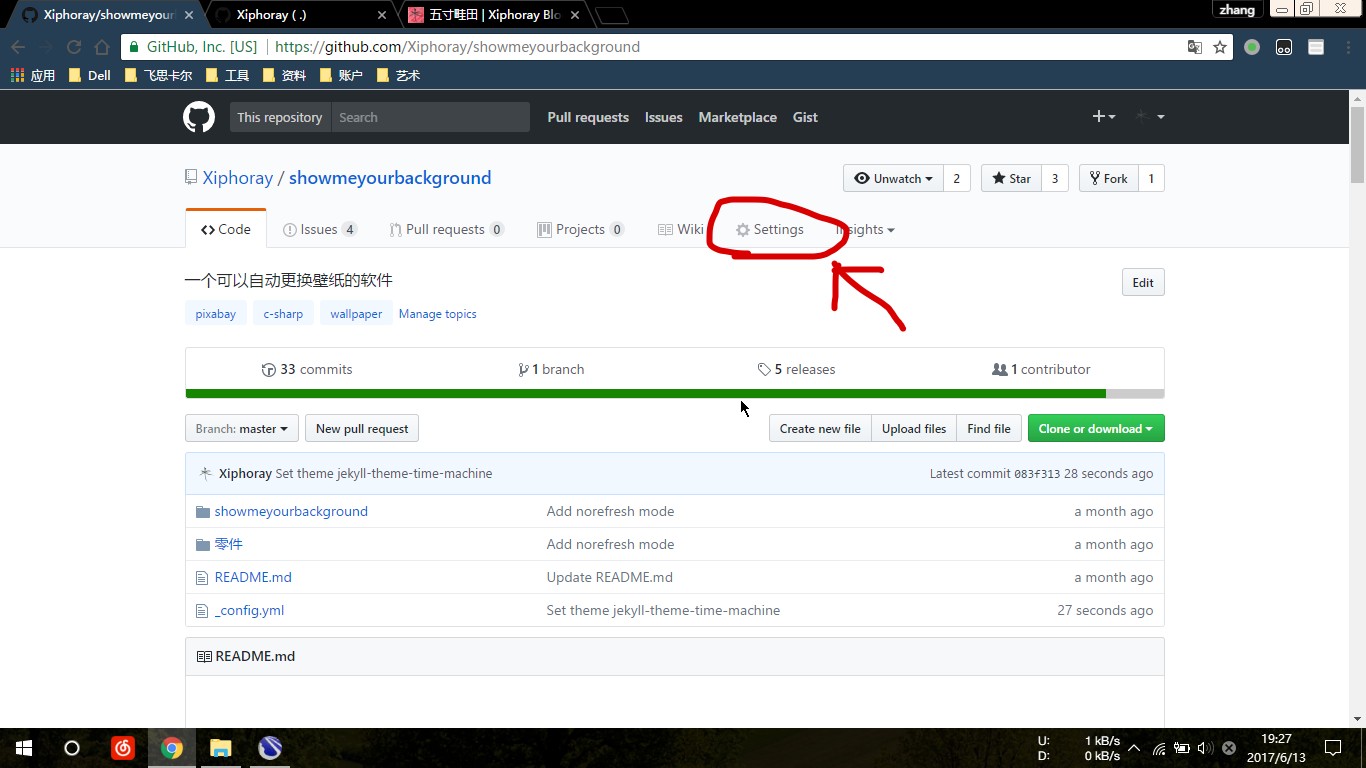 Xiphoray/showmeyour
Xiphoray ( .)
五寸畦田 | Xiphoray Blo
zhang
GitHub, Inc. [US] | https://github.com/Xiphoray/showmeyourbackground
应用 Dell 飞思卡尔 工具 资料 账户 艺术
This repository Search Pull requests Issues Marketplace Gist
Xiphoray / showmeyourbackground Unwatch 2 Star 3 Fork 1
Code Issues 4 Pull requests 0 Projects 0 Wiki Settings Insights
一个可以自动更换壁纸的软件 Edit
pixabay c-sharp wallpaper Manage topics
33 commits 1 branch 5 releases 1 contributor
Branch: master New pull request Create new file Upload files Find file Clone or download
Xiphoray Set theme jekyll-theme-time-machine Latest commit 083f313 28 seconds ago
showmeyourbackground Add norefresh mode a month ago
零件 Add norefresh mode a month ago
README.md Update README.md a month ago
_config.yml Set theme jekyll-theme-time-machine 27 seconds ago
README.md
U: 1 kB/s
D: 0 kB/s
19:27
2017/6/13